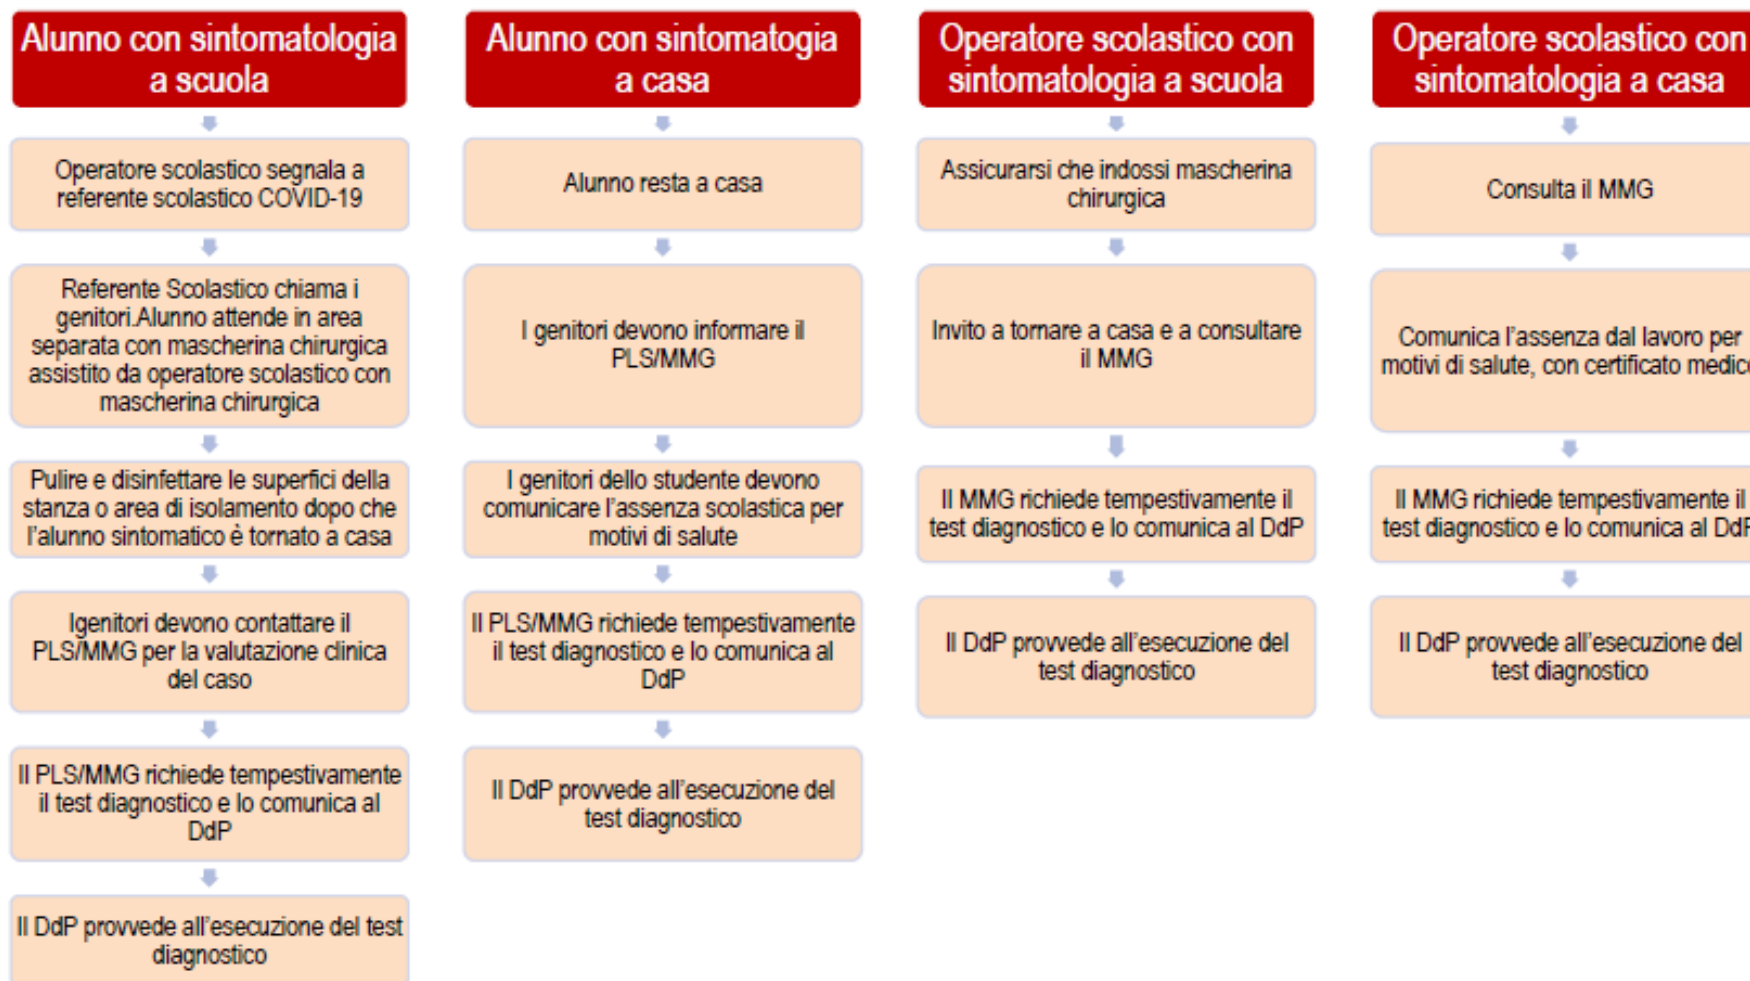 Alunno con sintomatologia
a scuola
Operatore scolastico segnala a
referente scolastico COVID-19
Referente Scolastico chiama i
genitori.Alunno attende in area
separata con mascherina chirurgica
assistito da operatore scolastico con
mascherina chirurgica
Pulire e disinfettare le superfici della
stanza o area di isolamento dopo che
l'alunno sintomatico è tornato a casa
Igenitori devono contattare il
PLS/MMG per la valutazione clinica
del caso
Il PLS/MMG richiede tempestivamente
il test diagnostico e lo comunica al
DdP
Il DdP provvede all'esecuzione del test
diagnostico
Alunno con sintomatogia
a casa
Alunno resta a casa
I genitori devono informare il
PLS/MMG
I genitori dello studente devono
comunicare l'assenza scolastica per
motivi di salute
Il PLS/MMG richiede tempestivamente
il test diagnostico e lo comunica al
DdP
Il DdP provvede all'esecuzione del
test diagnostico
Operatore scolastico con
sintomatologia a scuola
Assicurarsi che indossi mascherina
chirurgica
Invito a tornare a casa e a consultare
il MMG
Il MMG richiede tempestivamente il
test diagnostico e lo comunica al DdP
Il DdP provvede all'esecuzione del
test diagnostico
Operatore scolastico con
sintomatologia a casa
Consulta il MMG
Comunica l'assenza dal lavoro per
motivi di salute, con certificato medico
Il MMG richiede tempestivamente il
test diagnostico e lo comunica al DdP
Il DdP provvede all'esecuzione del
test diagnostico